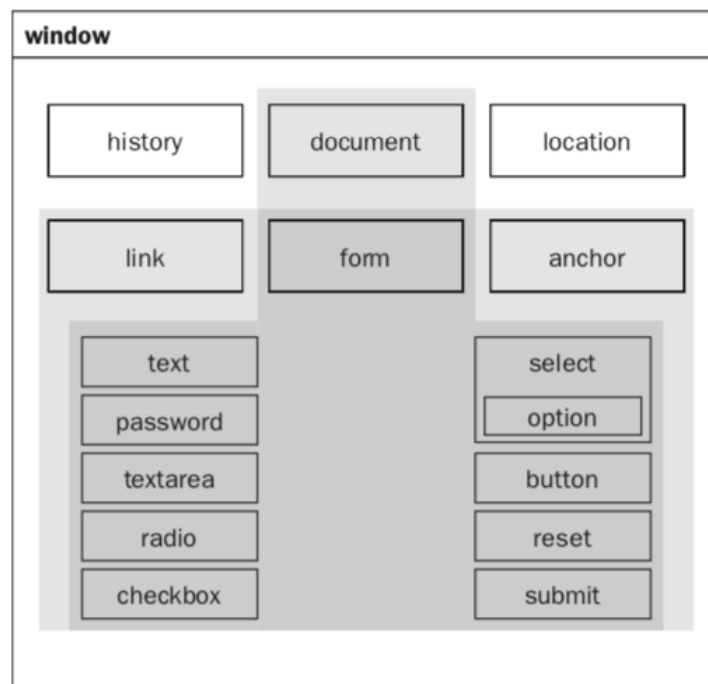 window
history
document
location
link
form
anchor
text
password
textarea
radio
checkbox
select
option
button
reset
submit